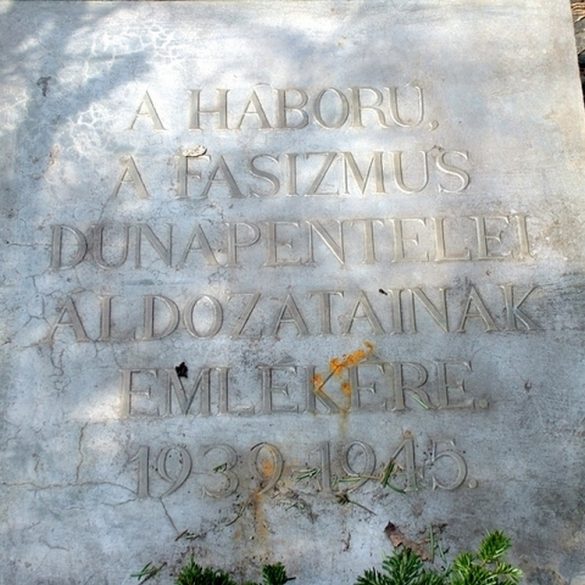 A HÁBORÚ,
A FASIZMUS
DUNAPENTELEI
ÁLDOZATAINAK
EMLÉKÉRE.
1939-1945.